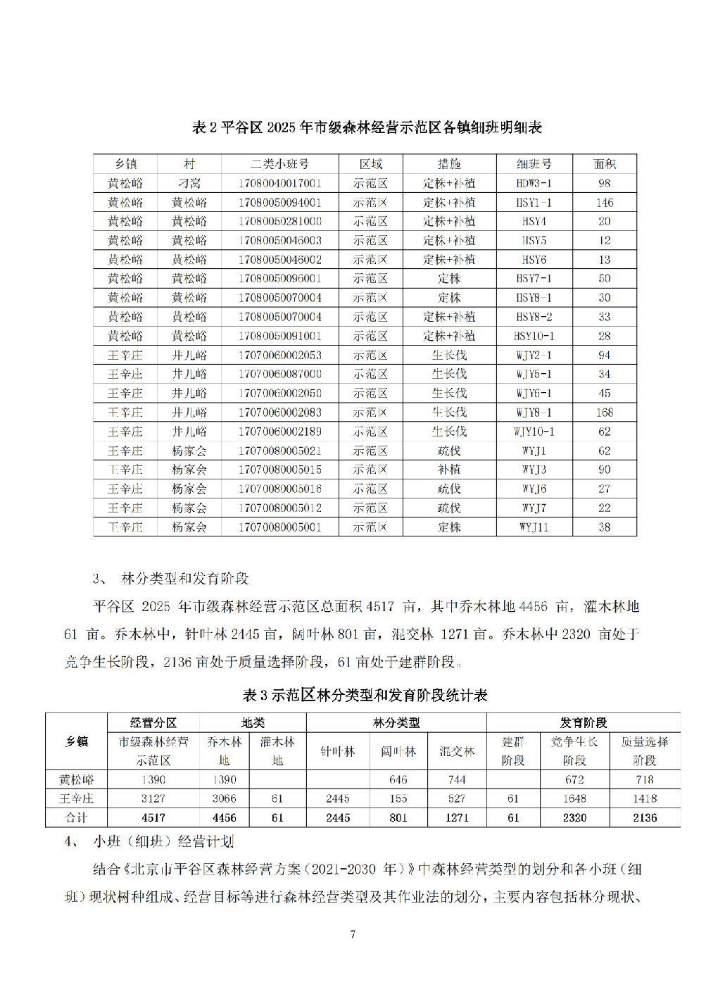 表 2 平谷区 2025 年市级森林经营示范区各镇细班明细表
乡镇 村 二类小班号 区域 措施 细班号 面积
黄松峪 刁窝 17080040017001 示范区 定株+补植 HDW3-1 98
黄松峪 黄松峪 17080050094001 示范区 定株+补植 HSY1-1 146
黄松峪 黄松峪 17080050281000 示范区 定株+补植 HSY4 20
黄松峪 黄松峪 17080050046003 示范区 定株+补植 HSY5 12
黄松峪 黄松峪 17080050046002 示范区 定株+补植 HSY6 13
黄松峪 黄松峪 17080050096001 示范区 定株 HSY7-1 50
黄松峪 黄松峪 17080050070004 示范区 定株 HSY8-1 30
黄松峪 黄松峪 17080050070004 示范区 定株+补植 HSY8-2 33
黄松峪 黄松峪 17080050091001 示范区 定株+补植 HSY10-1 28
王辛庄 井儿峪 17070060002053 示范区 生长伐 WJY2-1 94
王辛庄 井儿峪 17070060087000 示范区 生长伐 WJY5-1 34
王辛庄 井儿峪 17070060002050 示范区 生长伐 WJY6-1 45
王辛庄 井儿峪 17070060002083 示范区 生长伐 WJY8-1 168
王辛庄 井儿峪 17070060002189 示范区 生长伐 WJY10-1 62
王辛庄 杨家会 17070080005021 示范区 疏伐 WYJ1 62
王辛庄 杨家会 17070080005015 示范区 补植 WYJ3 90
王辛庄 杨家会 17070080005016 示范区 疏伐 WYJ6 27
王辛庄 杨家会 17070080005012 示范区 疏伐 WYJ7 22
王辛庄 杨家会 17070080005001 示范区 定株 WYJ11 38
3、 林分类型和发育阶段
平谷区 2025 年市级森林经营示范区总面积 4517 亩，其中乔木林地 4456 亩，灌木林地
61 亩。乔木林中，针叶林 2445 亩，阔叶林 801 亩，混交林 1271 亩。乔木林中 2320 亩处于
竞争生长阶段，2136 亩处于质量选择阶段，61 亩处于建群阶段。
表 3 示范区林分类型和发育阶段统计表
乡镇 经营分区 地类 林分类型 发育阶段
市级森林经营示范区 乔木林地 灌木林地 针叶林 阔叶林 混交林 建群阶段 竞争生长阶段 质量选择阶段
黄松峪 1390 1390 646 744 672 718
王辛庄 3127 3066 61 2445 155 527 61 1648 1418
合计 4517 4456 61 2445 801 1271 61 2320 2136
4、 小班（细班）经营计划
结合《北京市平谷区森林经营方案（2021-2030 年）》中森林经营类型的划分和各小班（细
班）现状树种组成、经营目标等进行森林经营类型及其作业法的划分，主要内容包括林分现状、
7